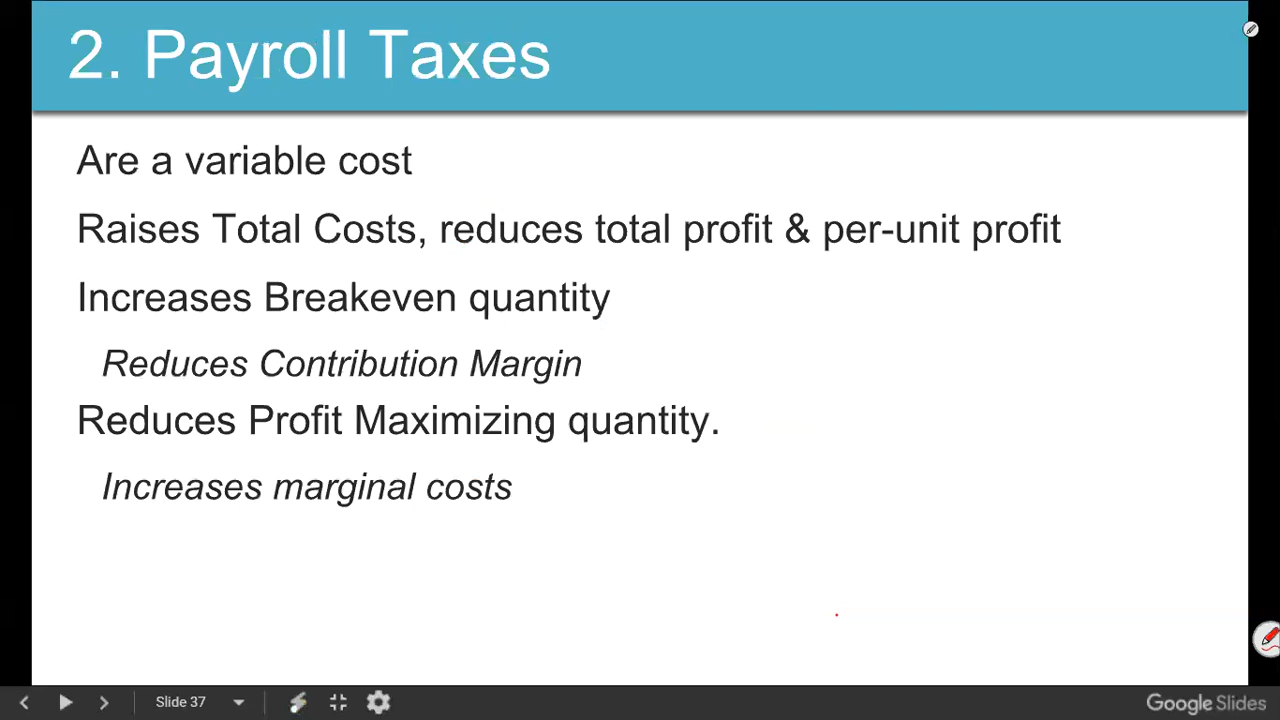 2. Payroll Taxes
Are a variable cost
Raises Total Costs, reduces total profit & per-unit profit
Increases Breakeven quantity
Reduces Contribution Margin
Reduces Profit Maximizing quantity.
Increases marginal costs
Slide 37
Google Slides